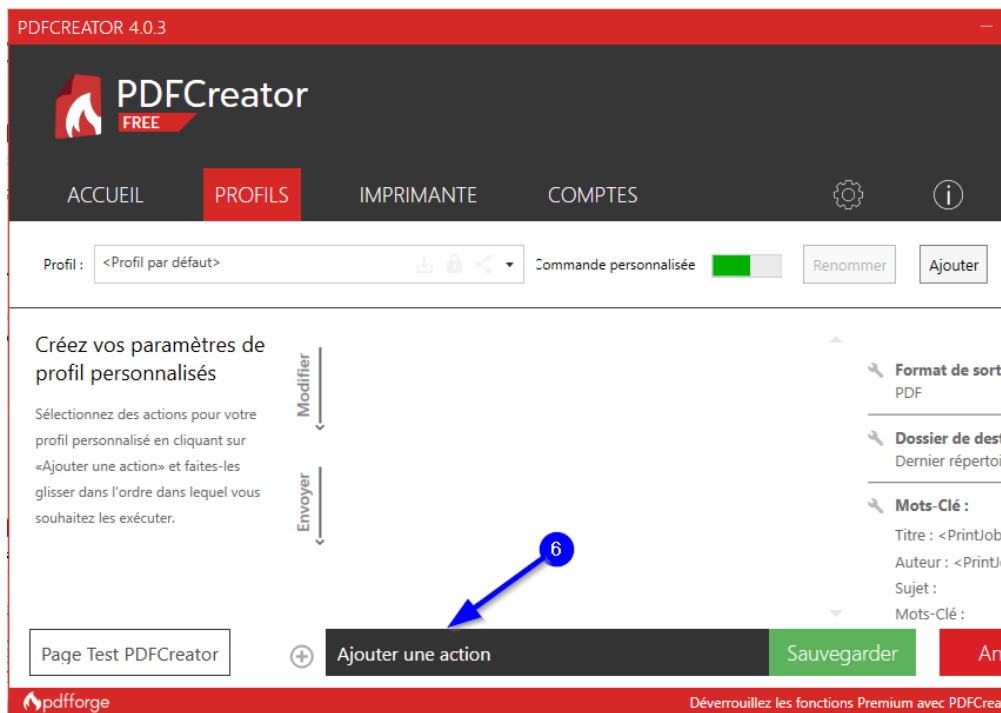 PDFCREATOR 4.0.3
PDFCreator
FREE
ACCUEIL PROFILS IMPRIMANTE COMPTES
Profil : <Profil par défaut> Commande personnalisée Renommer Ajouter
Créez vos paramètres de
profil personnalisés
Sélectionnez des actions pour votre
profil personnalisé en cliquant sur
«Ajouter une action» et faites-les
glisser dans l'ordre dans lequel vous
souhaitez les exécuter.
Modifier
Envoyer
Format de sort
PDF
Dossier de dest
Dernier répertoi
Mots-Clé :
Titre : <PrintJob
Auteur : <PrintJ
Sujet :
Mots-Clé :
6
Page Test PDFCreator Ajouter une action Sauvegarder An
pdfforge Déverrouillez les fonctions Premium avec PDFCrea